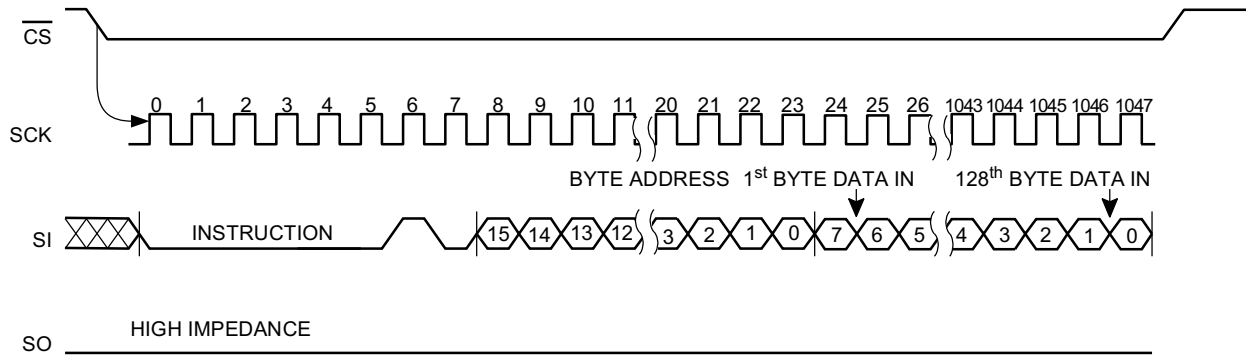 CS
0 1 2 3 4 5 6 7 8 9 10 11 20 21 22 23 24 25 26 1043 1044 1045 1046 1047
SCK
BYTE ADDRESS 1st BYTE DATA IN 128th BYTE DATA IN
SI INSTRUCTION 15 14 13 12 3 2 1 0 7 6 5 4 3 2 1 0
HIGH IMPEDANCE
SO